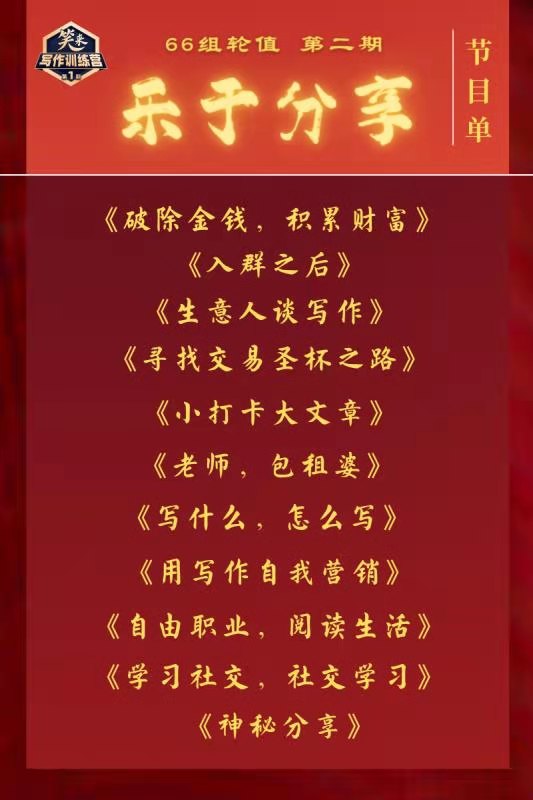 笑来
写作训练营
第1期
66组轮值 第二期
乐于分享
节目单
《破除金钱，积累财富》
《入群之后》
《生意人谈写作》
《寻找交易圣杯之路》
《小打卡大文章》
《老师，包租婆》
《写什么，怎么写》
《用写作自我营销》
《自由职业，阅读生活》
《学习社交，社交学习》
《神秘分享》